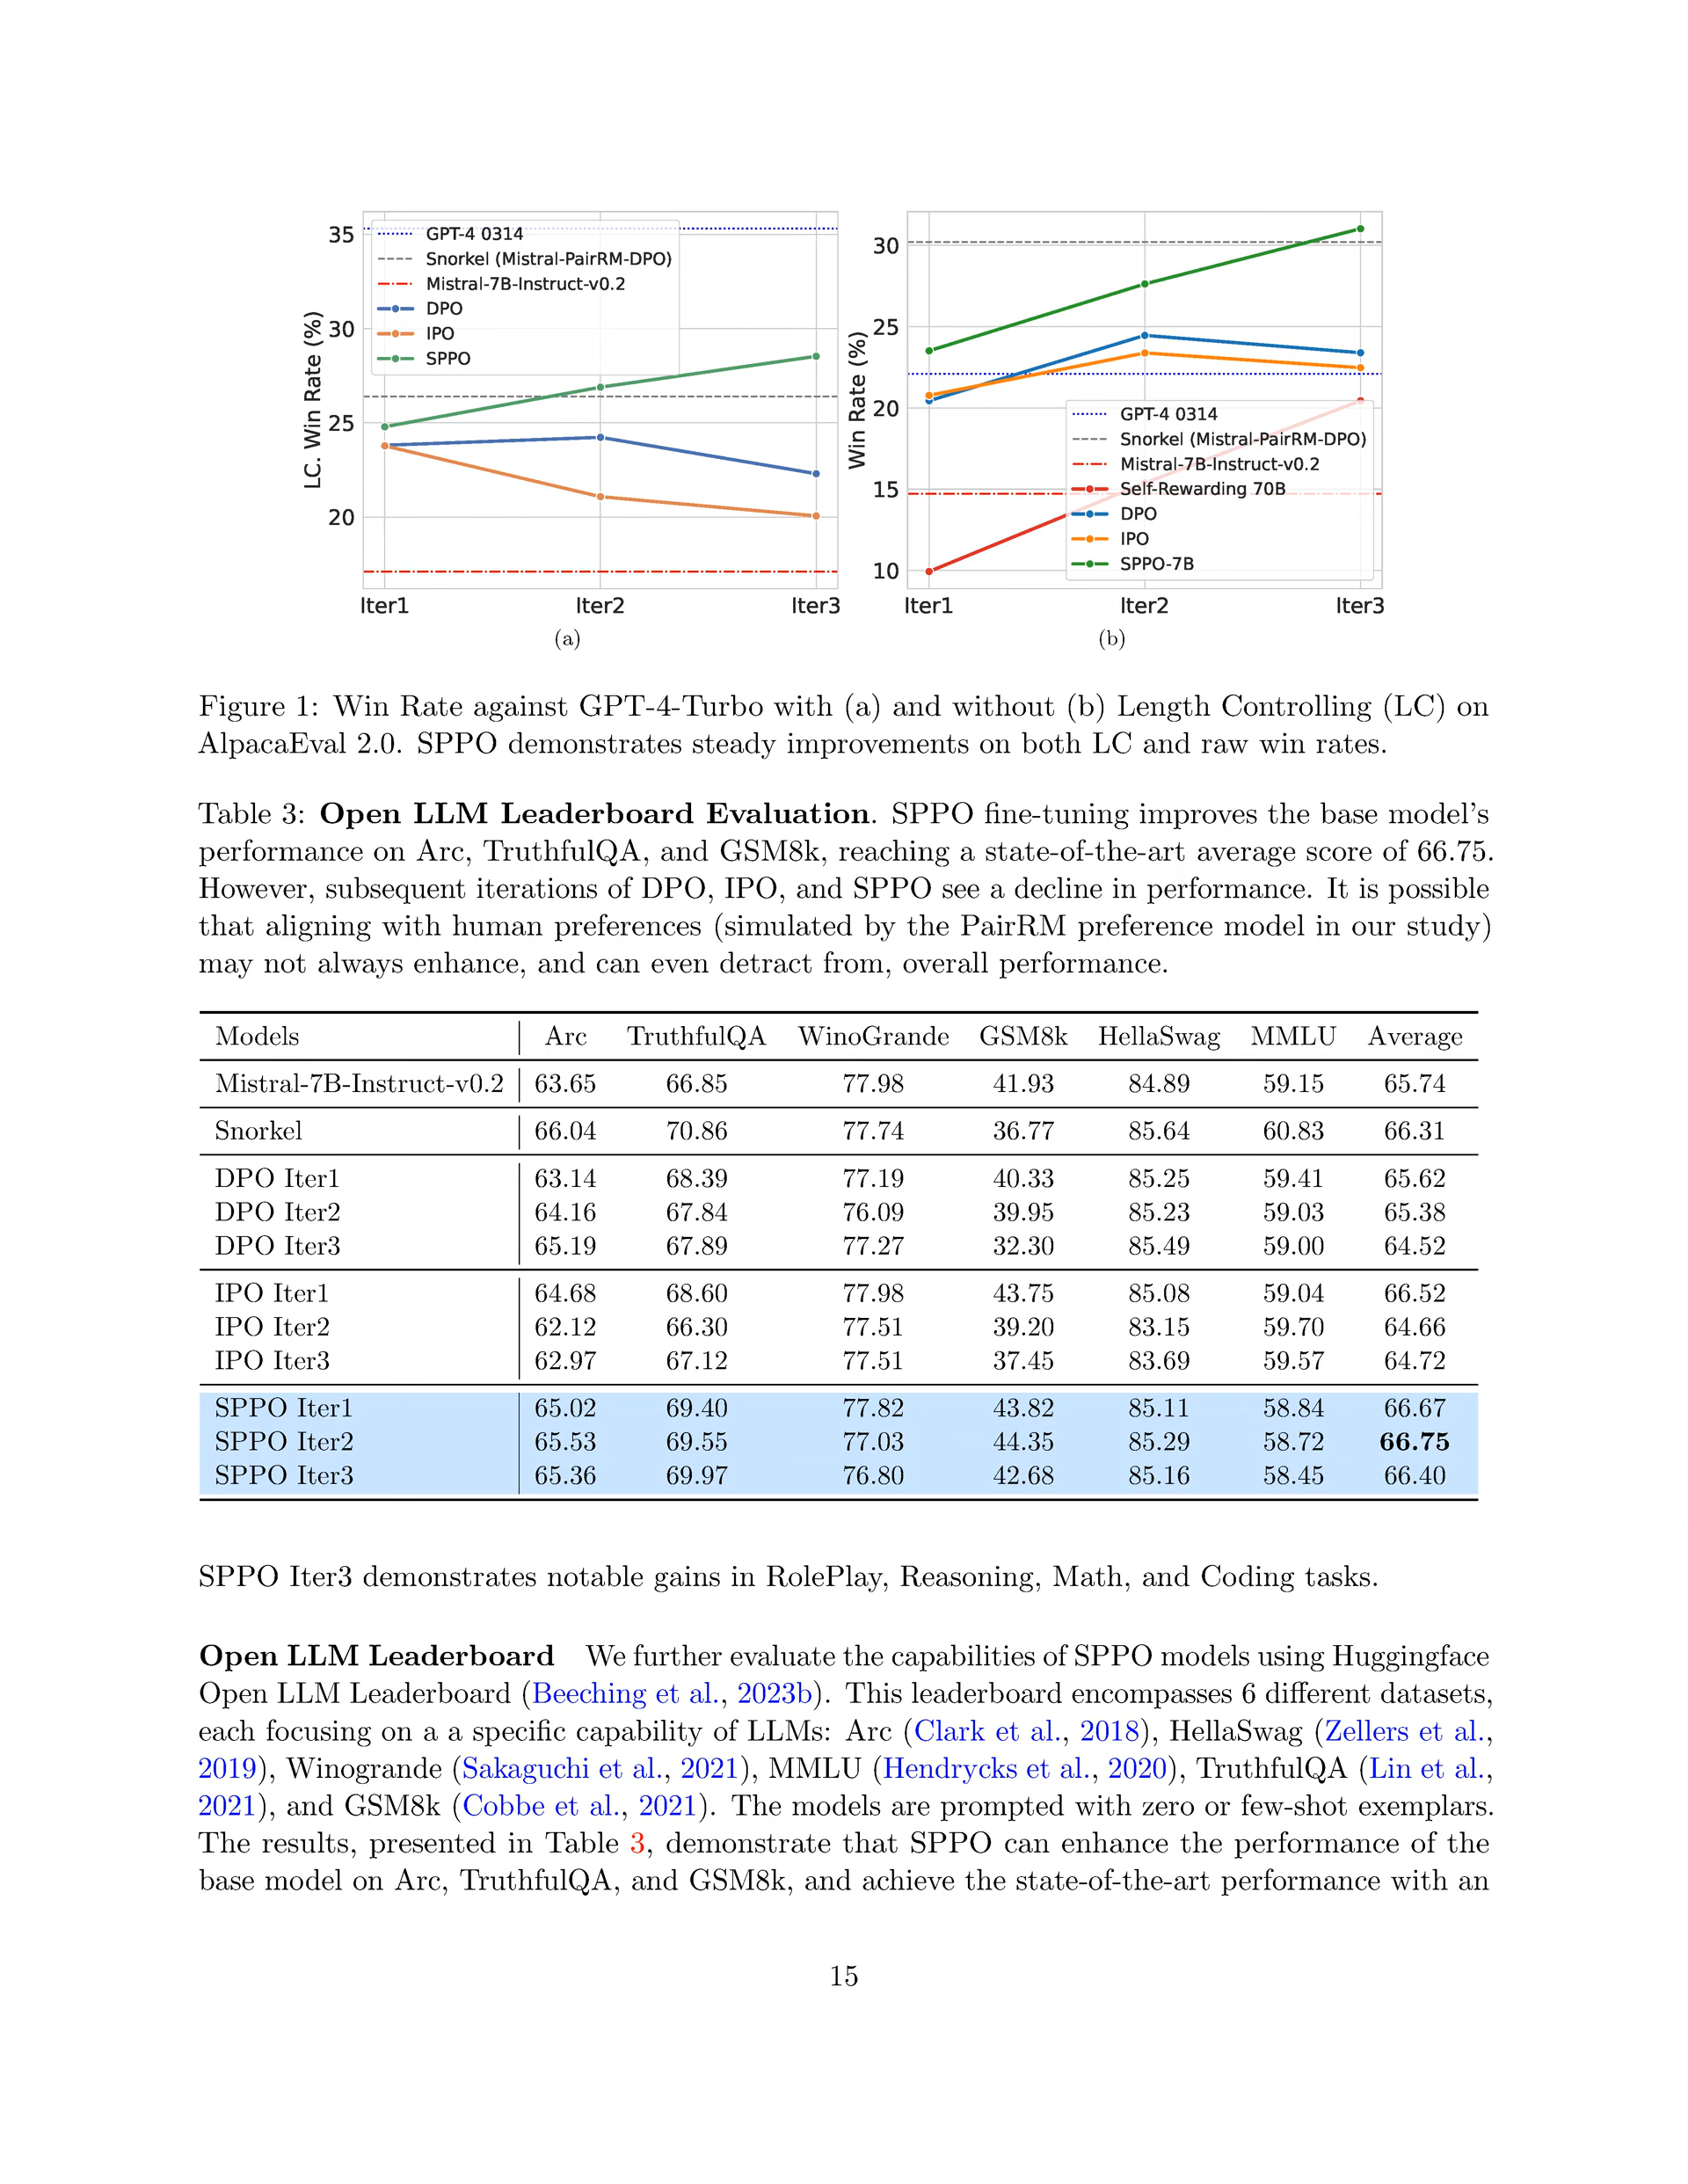 35
30
25
20
LC. Win Rate (%)
GPT-4 0314
Snorkel (Mistral-PairRM-DPO)
Mistral-7B-Instruct-v0.2
DPO
IPO
SPPO
Iter1 Iter2 Iter3
(a)
30
25
20
15
10
Win Rate (%)
GPT-4 0314
Snorkel (Mistral-PairRM-DPO)
Mistral-7B-Instruct-v0.2
Self-Rewarding 70B
DPO
IPO
SPPO-7B
Iter1 Iter2 Iter3
(b)
Figure 1: Win Rate against GPT-4-Turbo with (a) and without (b) Length Controlling (LC) on
AlpacaEval 2.0. SPPO demonstrates steady improvements on both LC and raw win rates.
Table 3: Open LLM Leaderboard Evaluation. SPPO fine-tuning improves the base model's
performance on Arc, TruthfulQA, and GSM8k, reaching a state-of-the-art average score of 66.75.
However, subsequent iterations of DPO, IPO, and SPPO see a decline in performance. It is possible
that aligning with human preferences (simulated by the PairRM preference model in our study)
may not always enhance, and can even detract from, overall performance.
Models Arc TruthfulQA WinoGrande GSM8k HellaSwag MMLU Average
Mistral-7B-Instruct-v0.2 63.65 66.85 77.98 41.93 84.89 59.15 65.74
Snorkel 66.04 70.86 77.74 36.77 85.64 60.83 66.31
DPO Iter1 63.14 68.39 77.19 40.33 85.25 59.41 65.62
DPO Iter2 64.16 67.84 76.09 39.95 85.23 59.03 65.38
DPO Iter3 65.19 67.89 77.27 32.30 85.49 59.00 64.52
IPO Iter1 64.68 68.60 77.98 43.75 85.08 59.04 66.52
IPO Iter2 62.12 66.30 77.51 39.20 83.15 59.70 64.66
IPO Iter3 62.97 67.12 77.51 37.45 83.69 59.57 64.72
SPPO Iter1 65.02 69.40 77.82 43.82 85.11 58.84 66.67
SPPO Iter2 65.53 69.55 77.03 44.35 85.29 58.72 66.75
SPPO Iter3 65.36 69.97 76.80 42.68 85.16 58.45 66.40
SPPO Iter3 demonstrates notable gains in RolePlay, Reasoning, Math, and Coding tasks.
Open LLM Leaderboard We further evaluate the capabilities of SPPO models using Huggingface
Open LLM Leaderboard (Beeching et al., 2023b). This leaderboard encompasses 6 different datasets,
each focusing on a a specific capability of LLMs: Arc (Clark et al., 2018), HellaSwag (Zellers et al.,
2019), Winogrande (Sakaguchi et al., 2021), MMLU (Hendrycks et al., 2020), TruthfulQA (Lin et al.,
2021), and GSM8k (Cobbe et al., 2021). The models are prompted with zero or few-shot exemplars.
The results, presented in Table 3, demonstrate that SPPO can enhance the performance of the
base model on Arc, TruthfulQA, and GSM8k, and achieve the state-of-the-art performance with an
15